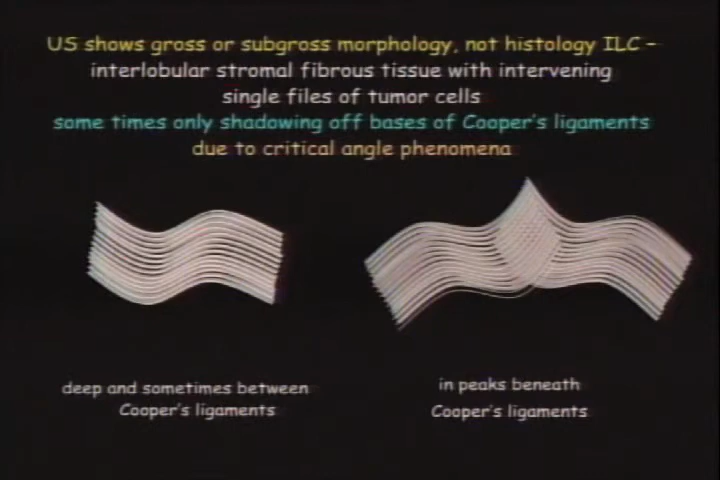 US shows gross or subgross morphology, not histology ILC -
interlobular stromal fibrous tissue with intervening
single files of tumor cells
some times only shadowing off bases of Cooper's ligaments
due to critical angle phenomena
deep and sometimes between
Cooper's ligaments
in peaks beneath
Cooper's ligaments